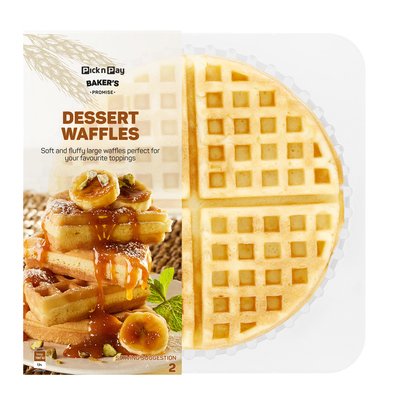 Pick n Pay
BAKER'S
• PROMISE •
DESSERT
WAFFLES
Soft and fluffy large waffles perfect for
your favourite toppings
SERVING SUGGESTION
2